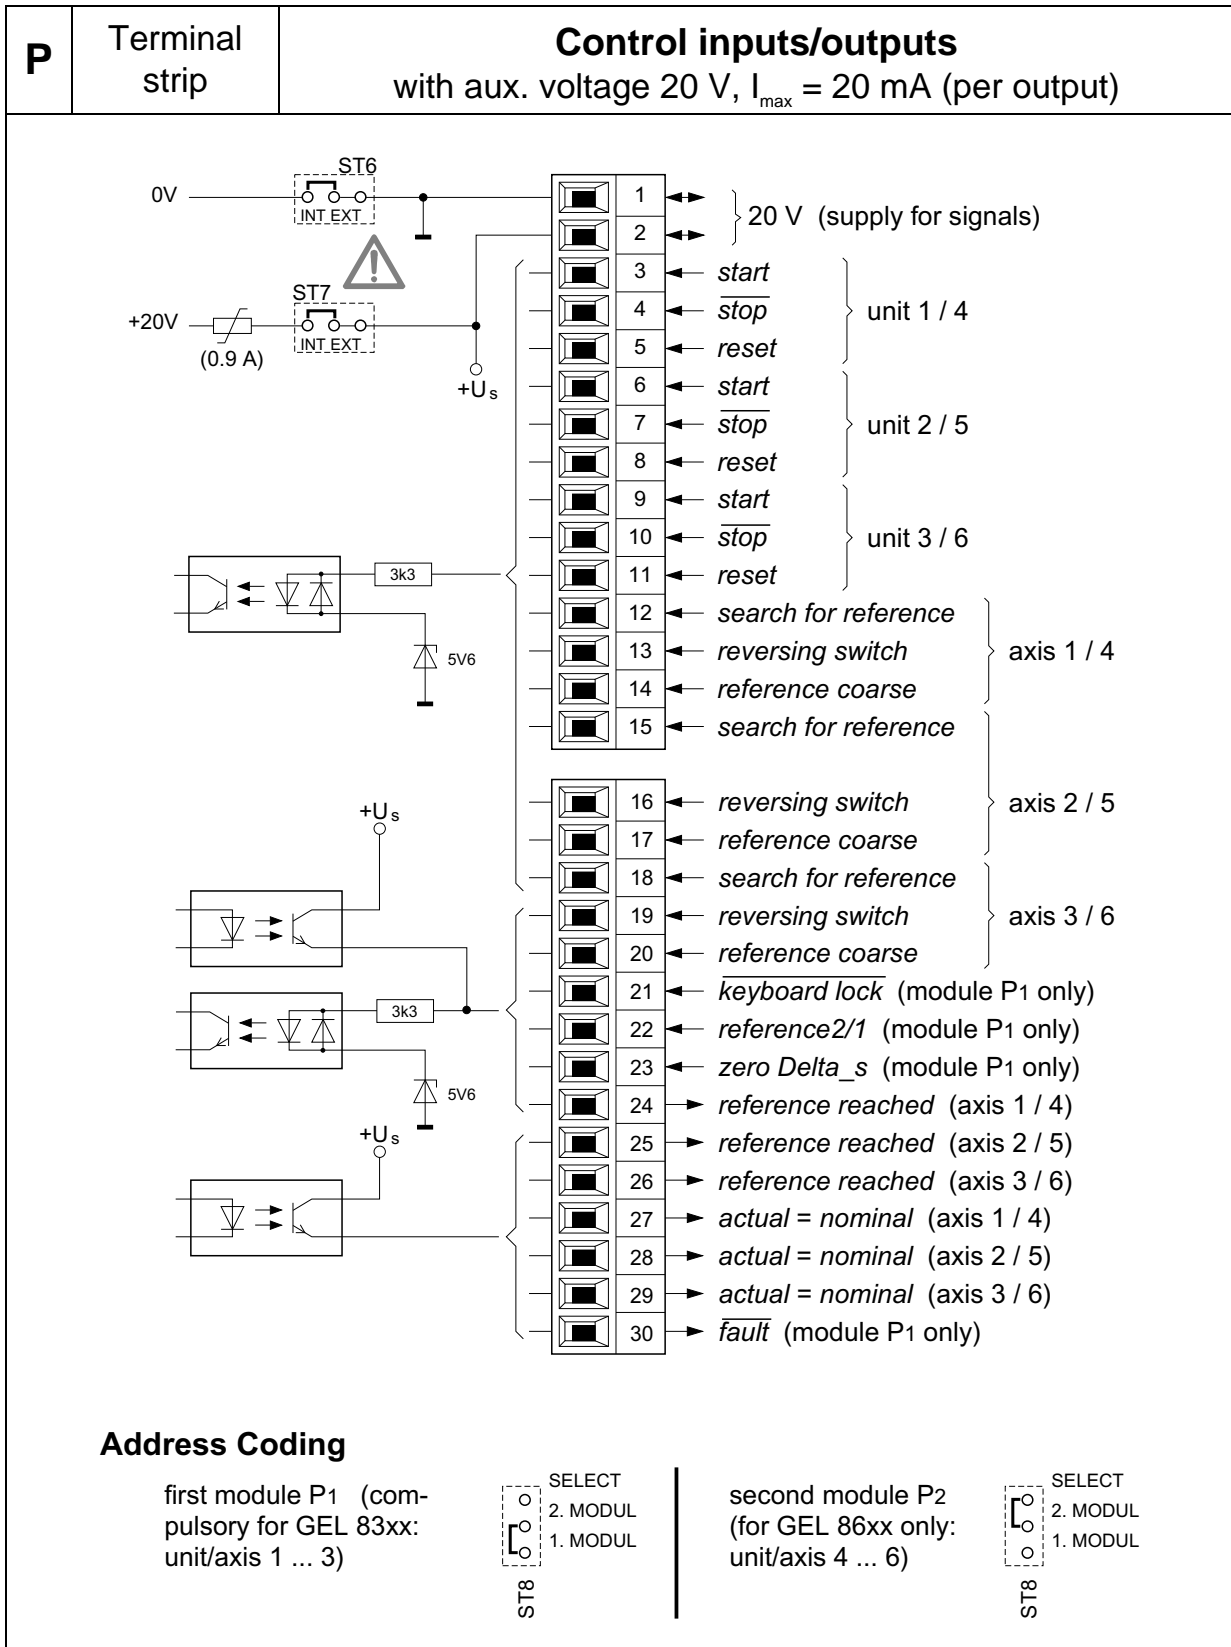 P
Terminal
strip
Control inputs/outputs
with aux. voltage 20 V, Imax = 20 mA (per output)
0V
ST6
INT EXT
+20V
(0.9 A)
ST7
INT EXT
+Us
1
2
20 V (supply for signals)
3 start
4 stop
5 reset
unit 1 / 4
6 start
7 stop
8 reset
unit 2 / 5
9 start
10 stop
11 reset
unit 3 / 6
3k3
5V6
12 search for reference
13 reversing switch
14 reference coarse
axis 1 / 4
15 search for reference
16 reversing switch
17 reference coarse
axis 2 / 5
18 search for reference
19 reversing switch
20 reference coarse
axis 3 / 6
+Us
3k3
5V6
21 keyboard lock (module P1 only)
22 reference2/1 (module P1 only)
23 zero Delta_s (module P1 only)
24 reference reached (axis 1 / 4)
+Us
25 reference reached (axis 2 / 5)
26 reference reached (axis 3 / 6)
27 actual = nominal (axis 1 / 4)
28 actual = nominal (axis 2 / 5)
29 actual = nominal (axis 3 / 6)
30 fault (module P1 only)
Address Coding
first module P1 (com-
pulsory for GEL 83xx:
unit/axis 1 ... 3)
SELECT
2. MODUL
1. MODUL
ST8
second module P2
(for GEL 86xx only:
unit/axis 4 ... 6)
SELECT
2. MODUL
1. MODUL
ST8